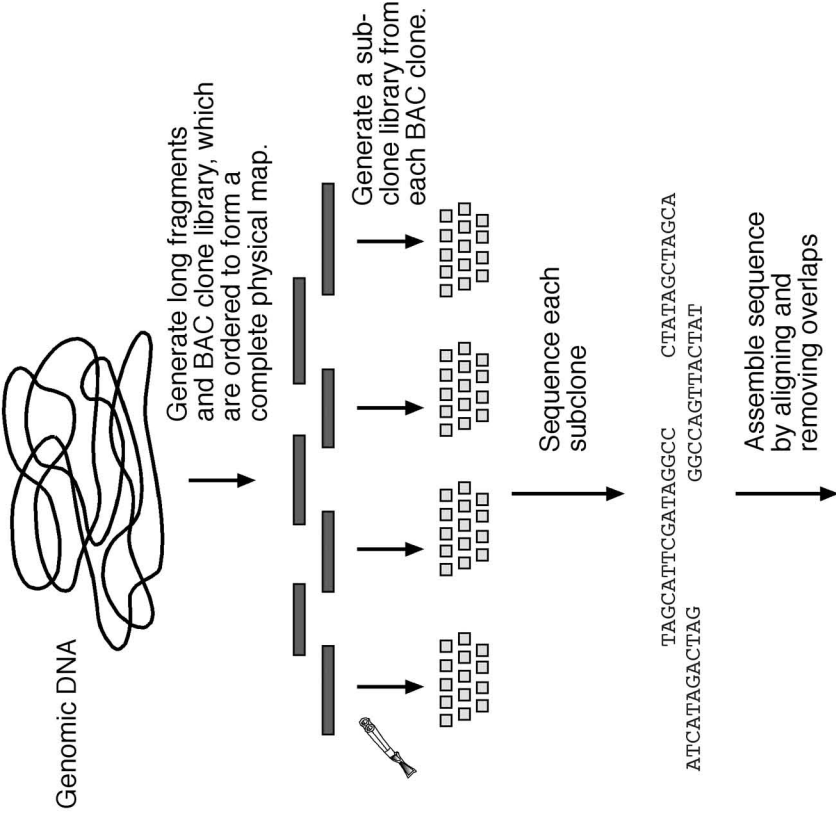 Genomic DNA
Generate long fragments
and BAC clone library, which
are ordered to form a
complete physical map.
Generate a sub-
clone library from
each BAC clone.
Sequence each
subclone
TAGCATTCGATAGGCC CTATAGCTAGCA
ATCATAGACTAG GGCCAGTTACTAT
Assemble sequence
by aligning and
removing overlaps